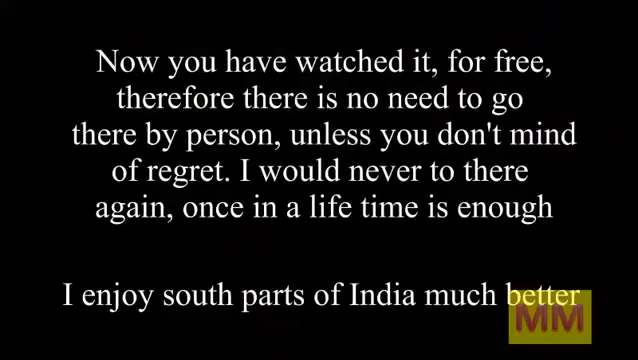 Now you have watched it, for free,
therefore there is no need to go
there by person, unless you don't mind
of regret. I would never to there
again, once in a life time is enough
I enjoy south parts of India much better
MM